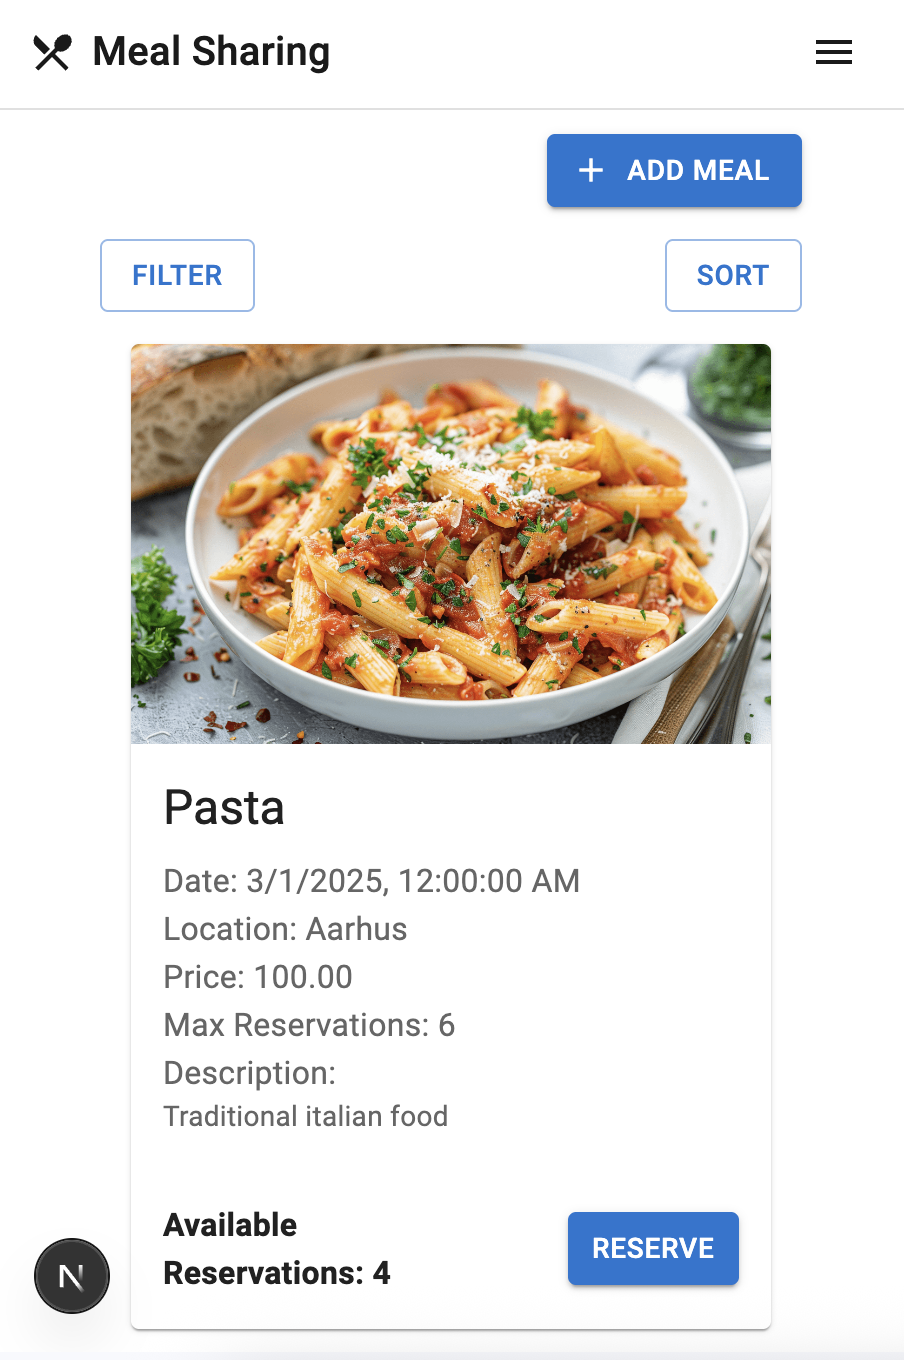 Meal Sharing
+ ADD MEAL
FILTER
SORT
Pasta
Date: 3/1/2025, 12:00:00 AM
Location: Aarhus
Price: 100.00
Max Reservations: 6
Description:
Traditional italian food
Available
Reservations: 4
RESERVE
N